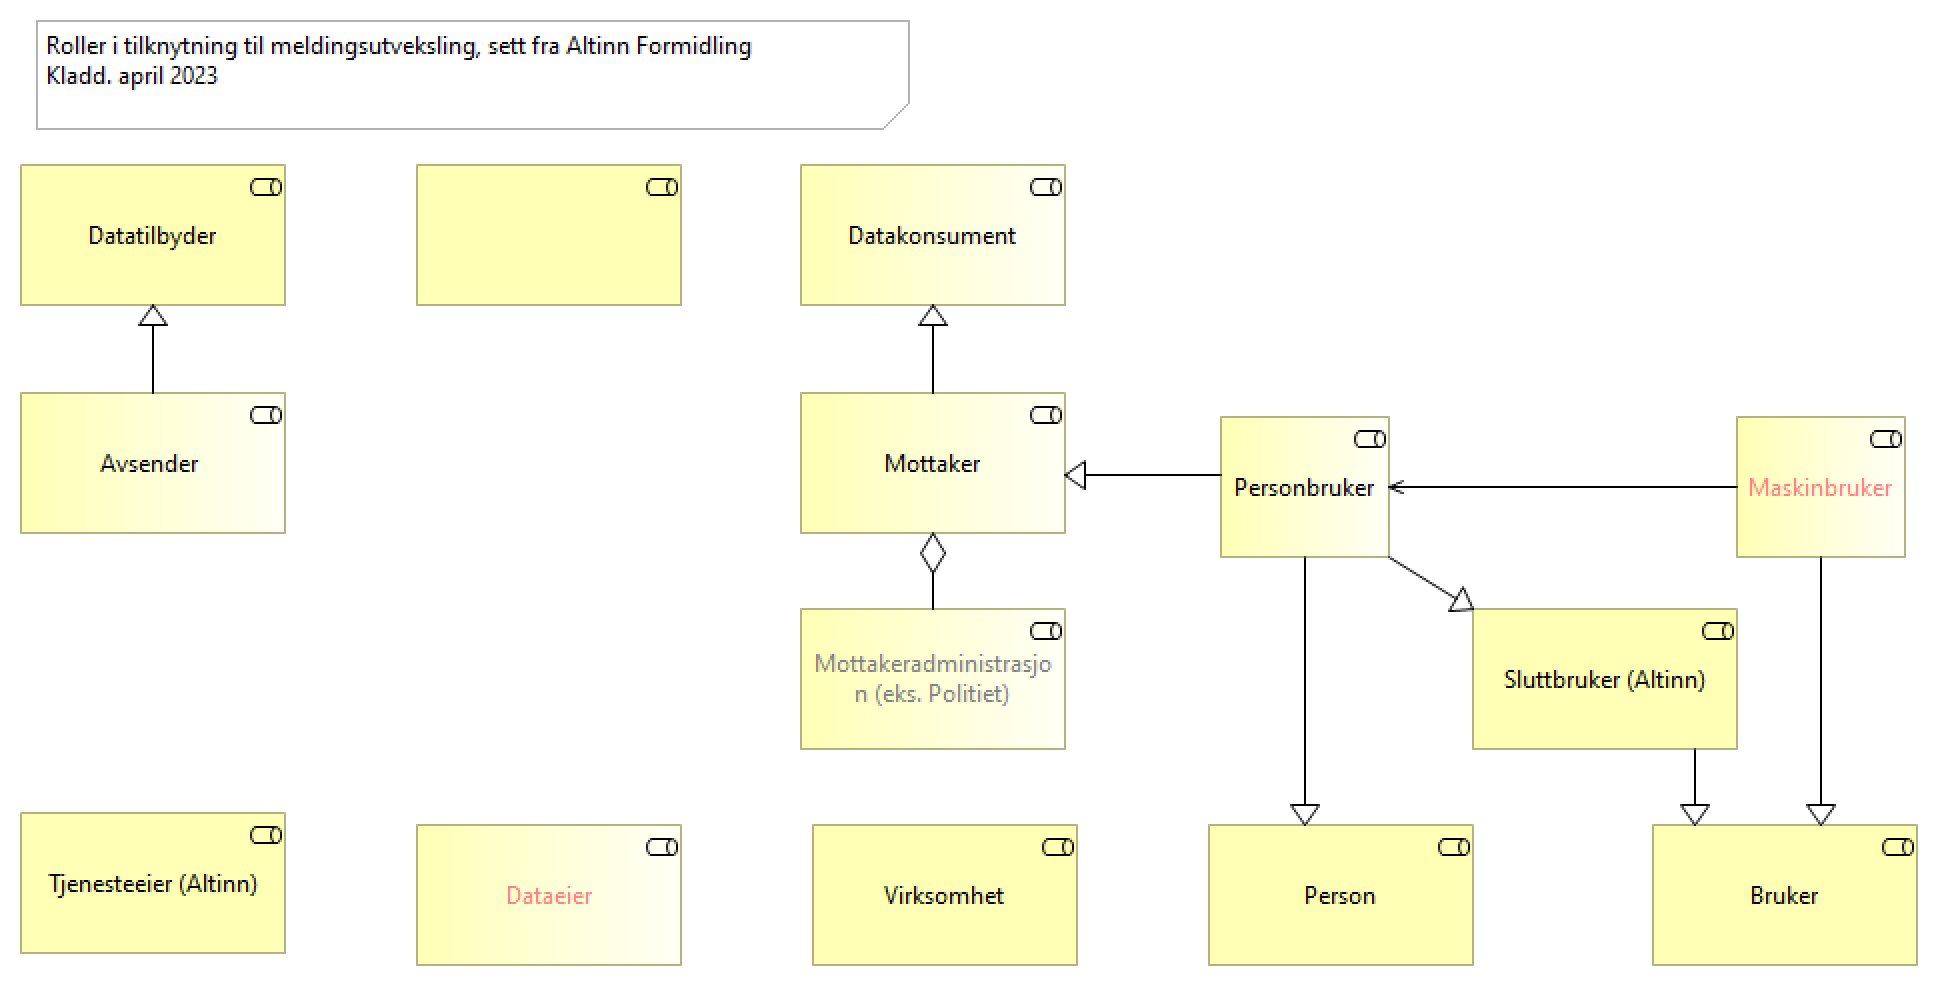 Roller i tilknytning til meldingsutveksling, sett fra Altinn Formidling
Kladd. april 2023
Datatilbyder
Datakonsument
Avsender
Mottaker
Personbruker
Maskinbruker
Mottakeradministrasjo
n (eks. Politiet)
Sluttbruker (Altinn)
Tjenesteeier (Altinn)
Dataeier
Virksomhet
Person
Bruker